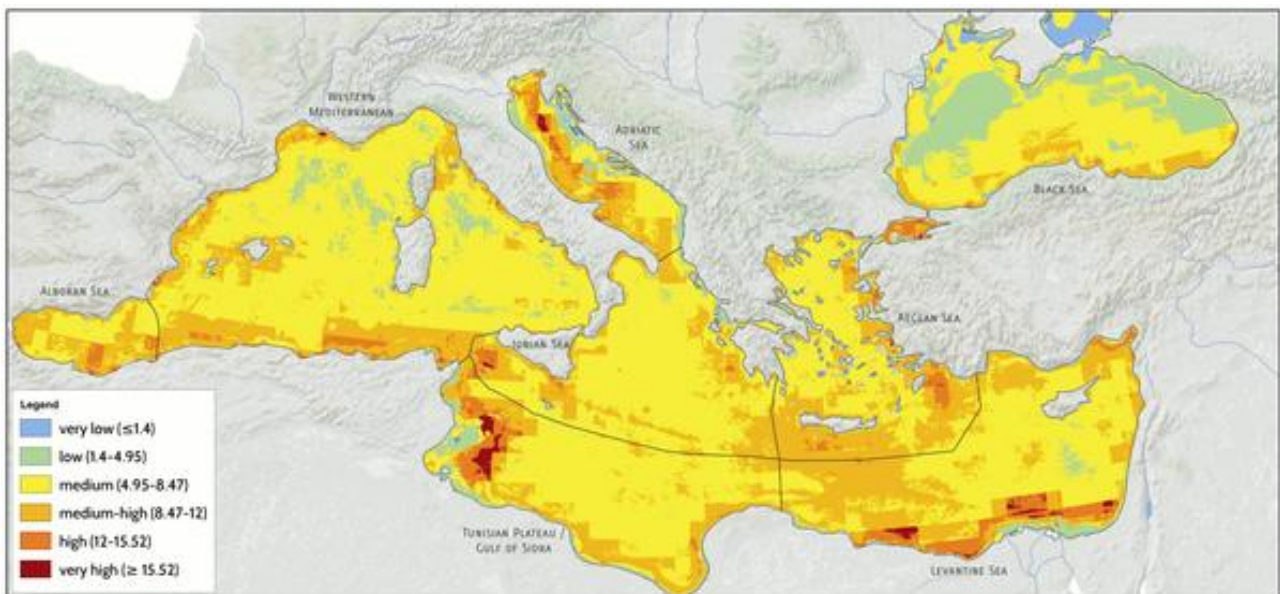 WESTERN
MEDITERRANEAN
ADRIATIC
SEA
BLACK SEA
ALBORAN SEA
AEGEAN SEA
IONIAN SEA
TUNISIAN PLATEAU /
GULF OF SIDRA
LEVANTINE SEA
Legend
very low (≤1.4)
low (1.4-4.95)
medium (4.95-8.47)
medium-high (8.47-12)
high (12-15.52)
very high (≥ 15.52)